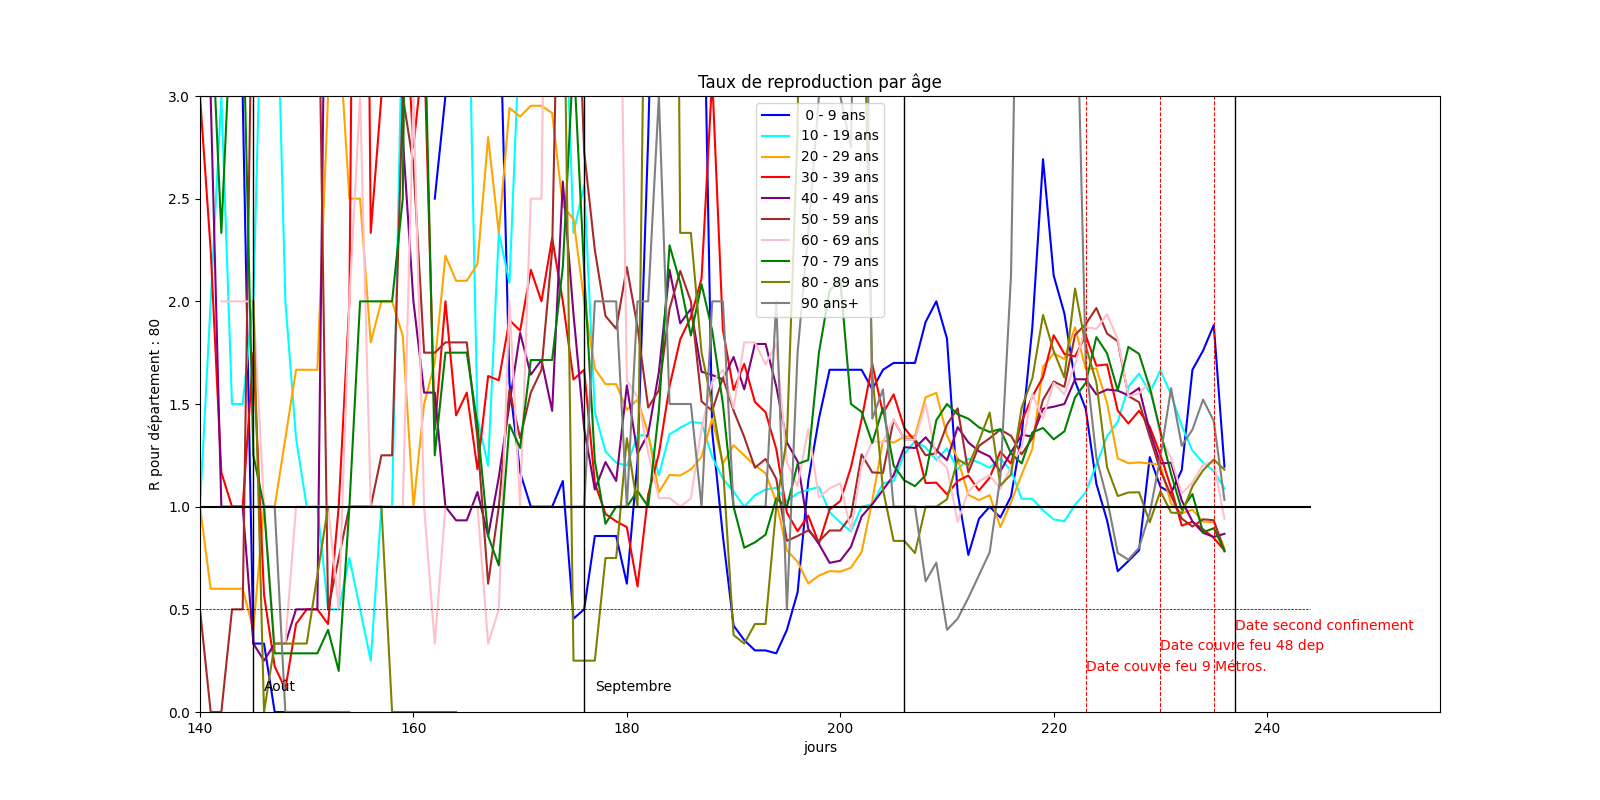 Taux de reproduction par âge
3.0
2.5
2.0
1.5
1.0
0.5
0.0
R pour département : 80
0 - 9 ans
10 - 19 ans
20 - 29 ans
30 - 39 ans
40 - 49 ans
50 - 59 ans
60 - 69 ans
70 - 79 ans
80 - 89 ans
90 ans+
Date second confinement
Date couvre feu 48 dep
Date couvre feu 9 Métros.
Août
Septembre
140
160
180
200
220
240
jours